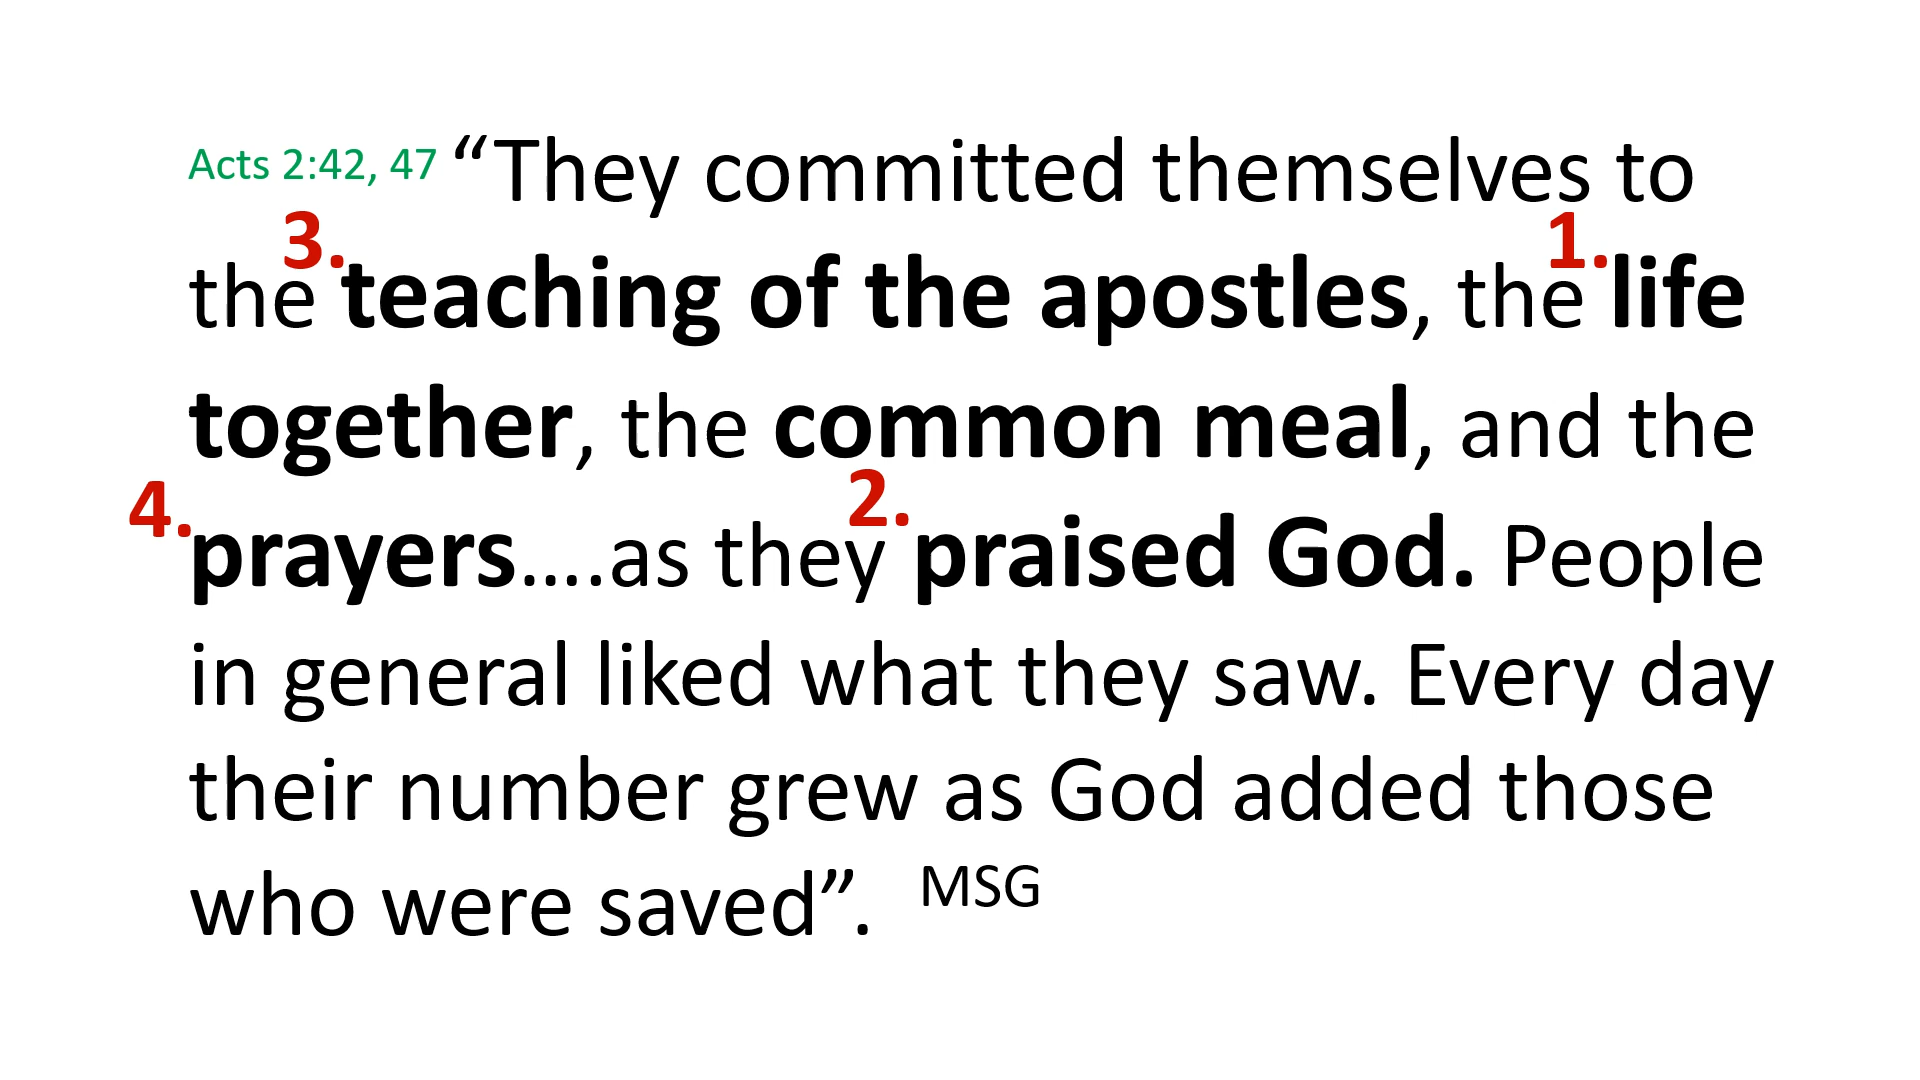 Acts 2:42, 47 “They committed themselves to
the 3. teaching of the apostles, the 1. life
together, the common meal, and the
4. prayers….as they 2. praised God. People
in general liked what they saw. Every day
their number grew as God added those
who were saved”. MSG